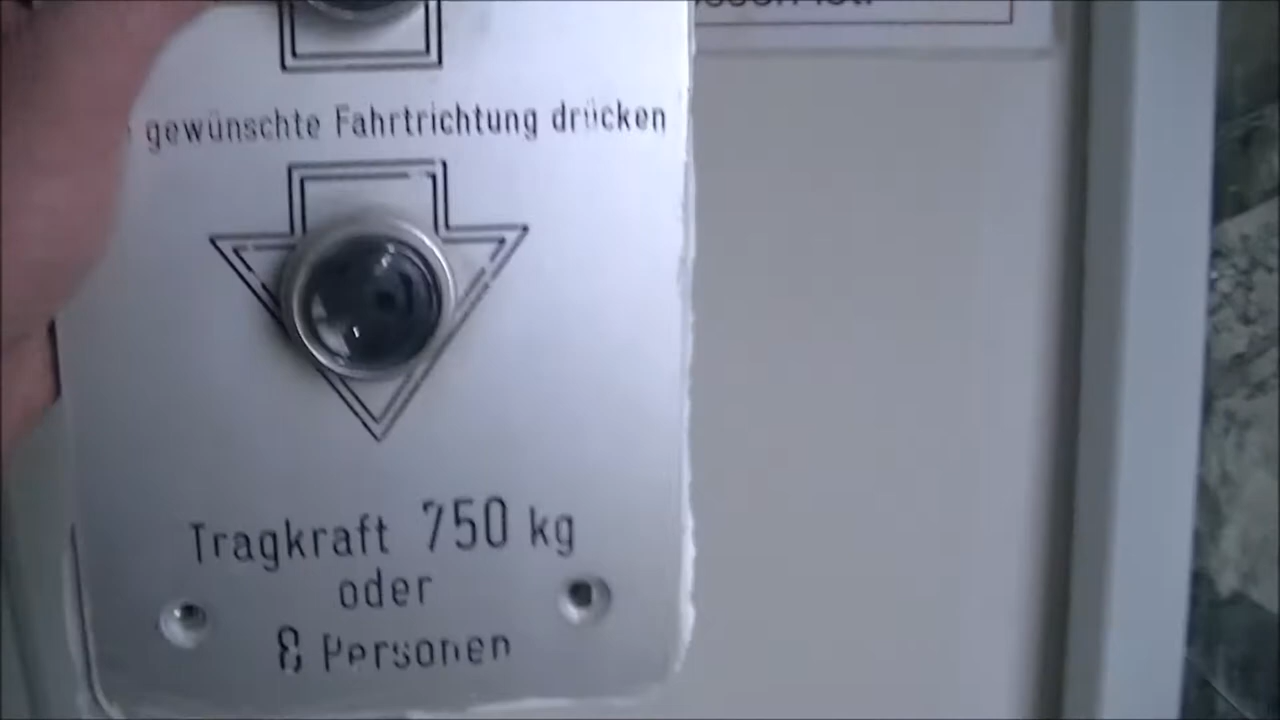 gewünschte Fahrtrichtung drücken
Tragkraft 750 kg
oder
8 Personen